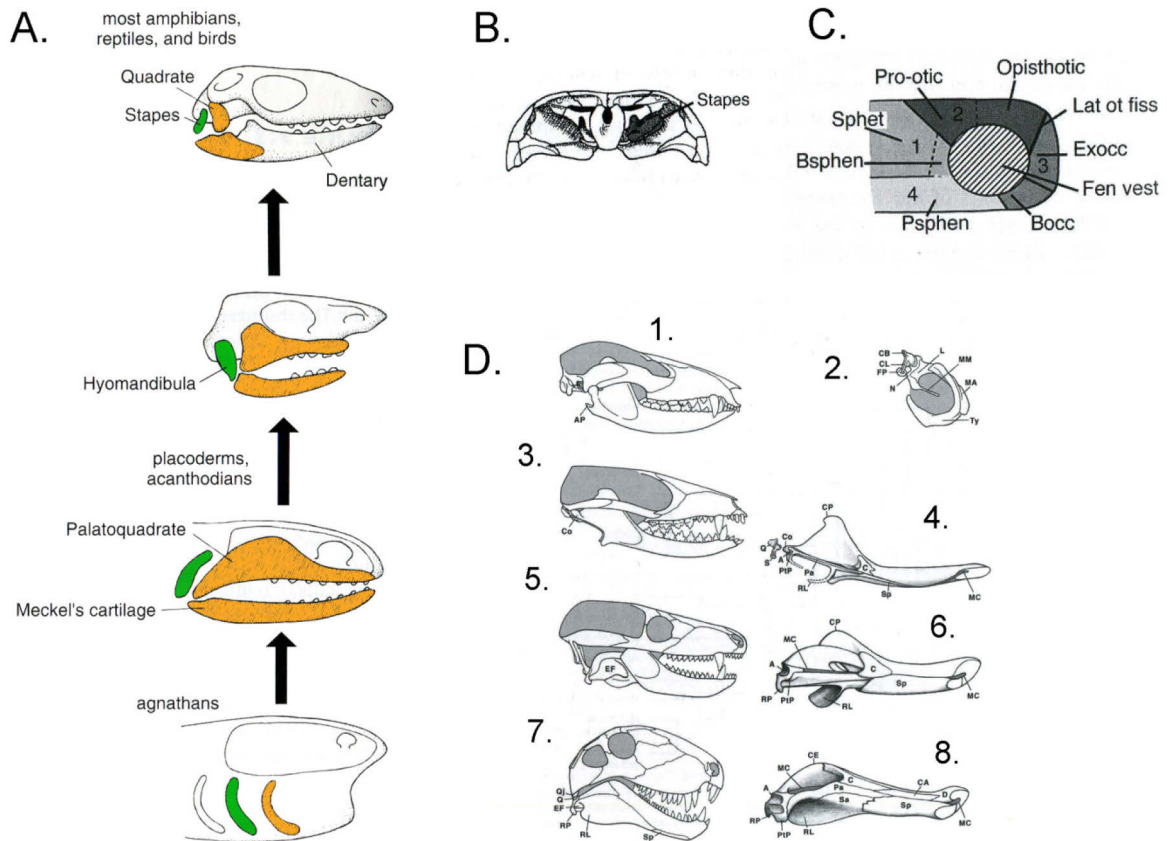 A.
most amphibians,
reptiles, and birds
Quadrate
Stapes
Dentary
Hyomandibula
placoderms,
acanthodians
Palatoquadrate
Meckel's cartilage
agnathans
B.
Stapes
C.
Pro-otic
Opisthotic
Lat ot fiss
Sphet
2
1
Exocc
3
Bsphen
Fen vest
4
Psphen
Bocc
D.
1.
AP
2.
CB
CL
FP
N
L
MM
MA
Ty
3.
Co
4.
CP
Q
Co
A
S
PtP
Pa
C
RL
Sp
MC
5.
EF
6.
CP
MC
A
C
Sp
RP
PtP
RL
MC
7.
Qj
Q
EF
RP
RL
Sp
8.
CE
MC
C
CA
A
Pa
D
Sa
Sp
RP
PtP
RL
MC